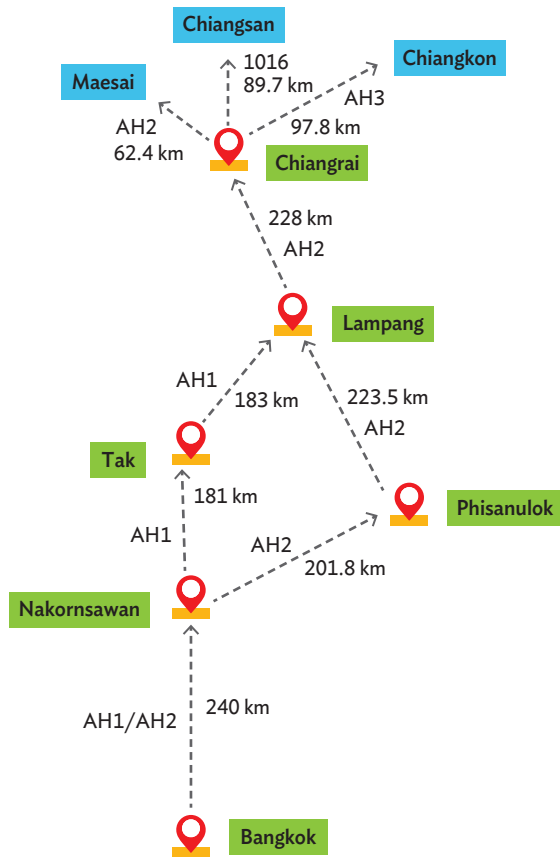 Chiangsan
Chiangkon
Maesai
1016
89.7 km
AH3
97.8 km
AH2
62.4 km
Chiangrai
228 km
AH2
Lampang
AH1
183 km
223.5 km
AH2
Tak
181 km
AH1
Phisanulok
AH2
201.8 km
Nakornsawan
AH1/AH2
240 km
Bangkok